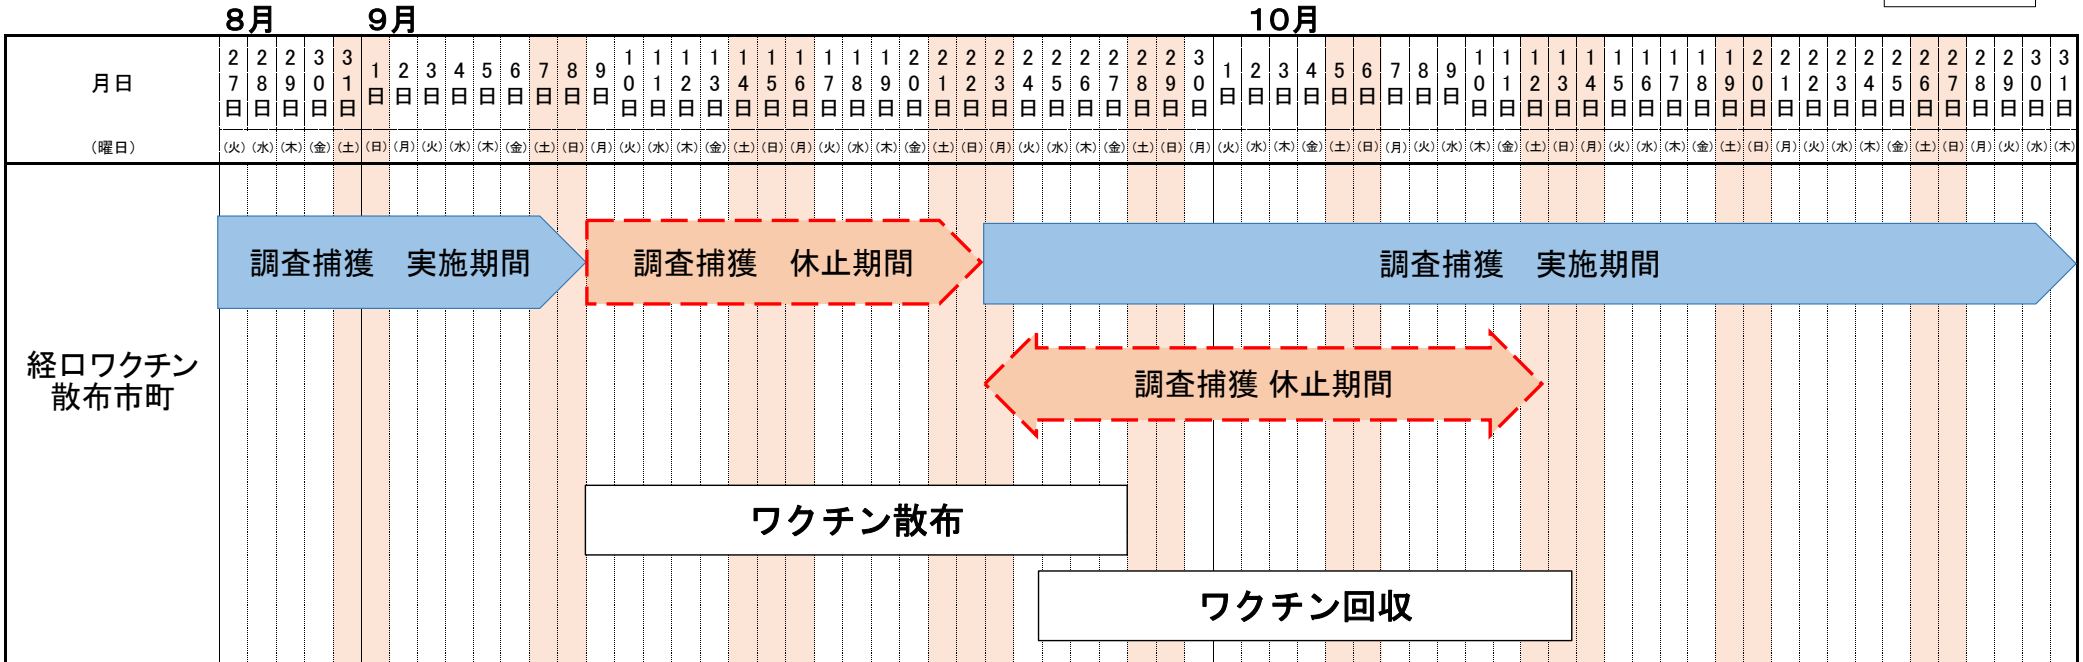 ８月 ９月 １０月
月日 27日 28日 29日 30日 31日 1日 2日 3日 4日 5日 6日 7日 8日 9日 10日 11日 12日 13日 14日 15日 16日 17日 18日 19日 20日 21日 22日 23日 24日 25日 26日 27日 28日 29日 30日 1日 2日 3日 4日 5日 6日 7日 8日 9日 10日 11日 12日 13日 14日 15日 16日 17日 18日 19日 20日 21日 22日 23日 24日 25日 26日 27日 28日 29日 30日 31日
（曜日） （火） （水） （木） （金） （土） （日） （月） （火） （水） （木） （金） （土） （日） （月） （火） （水） （木） （金） （土） （日） （月） （火） （水） （木） （金） （土） （日） （月） （火） （水） （木） （金） （土） （日） （月） （火） （水） （木） （金） （土） （日） （月） （火） （水） （木） （金） （土） （日） （月） （火） （水） （木） （金） （土） （日） （月） （火） （水） （木） （金） （土） （日） （月） （火） （水） （木）
調査捕獲　実施期間 調査捕獲　休止期間 調査捕獲　実施期間
経口ワクチン
散布市町
調査捕獲 休止期間
ワクチン散布
ワクチン回収